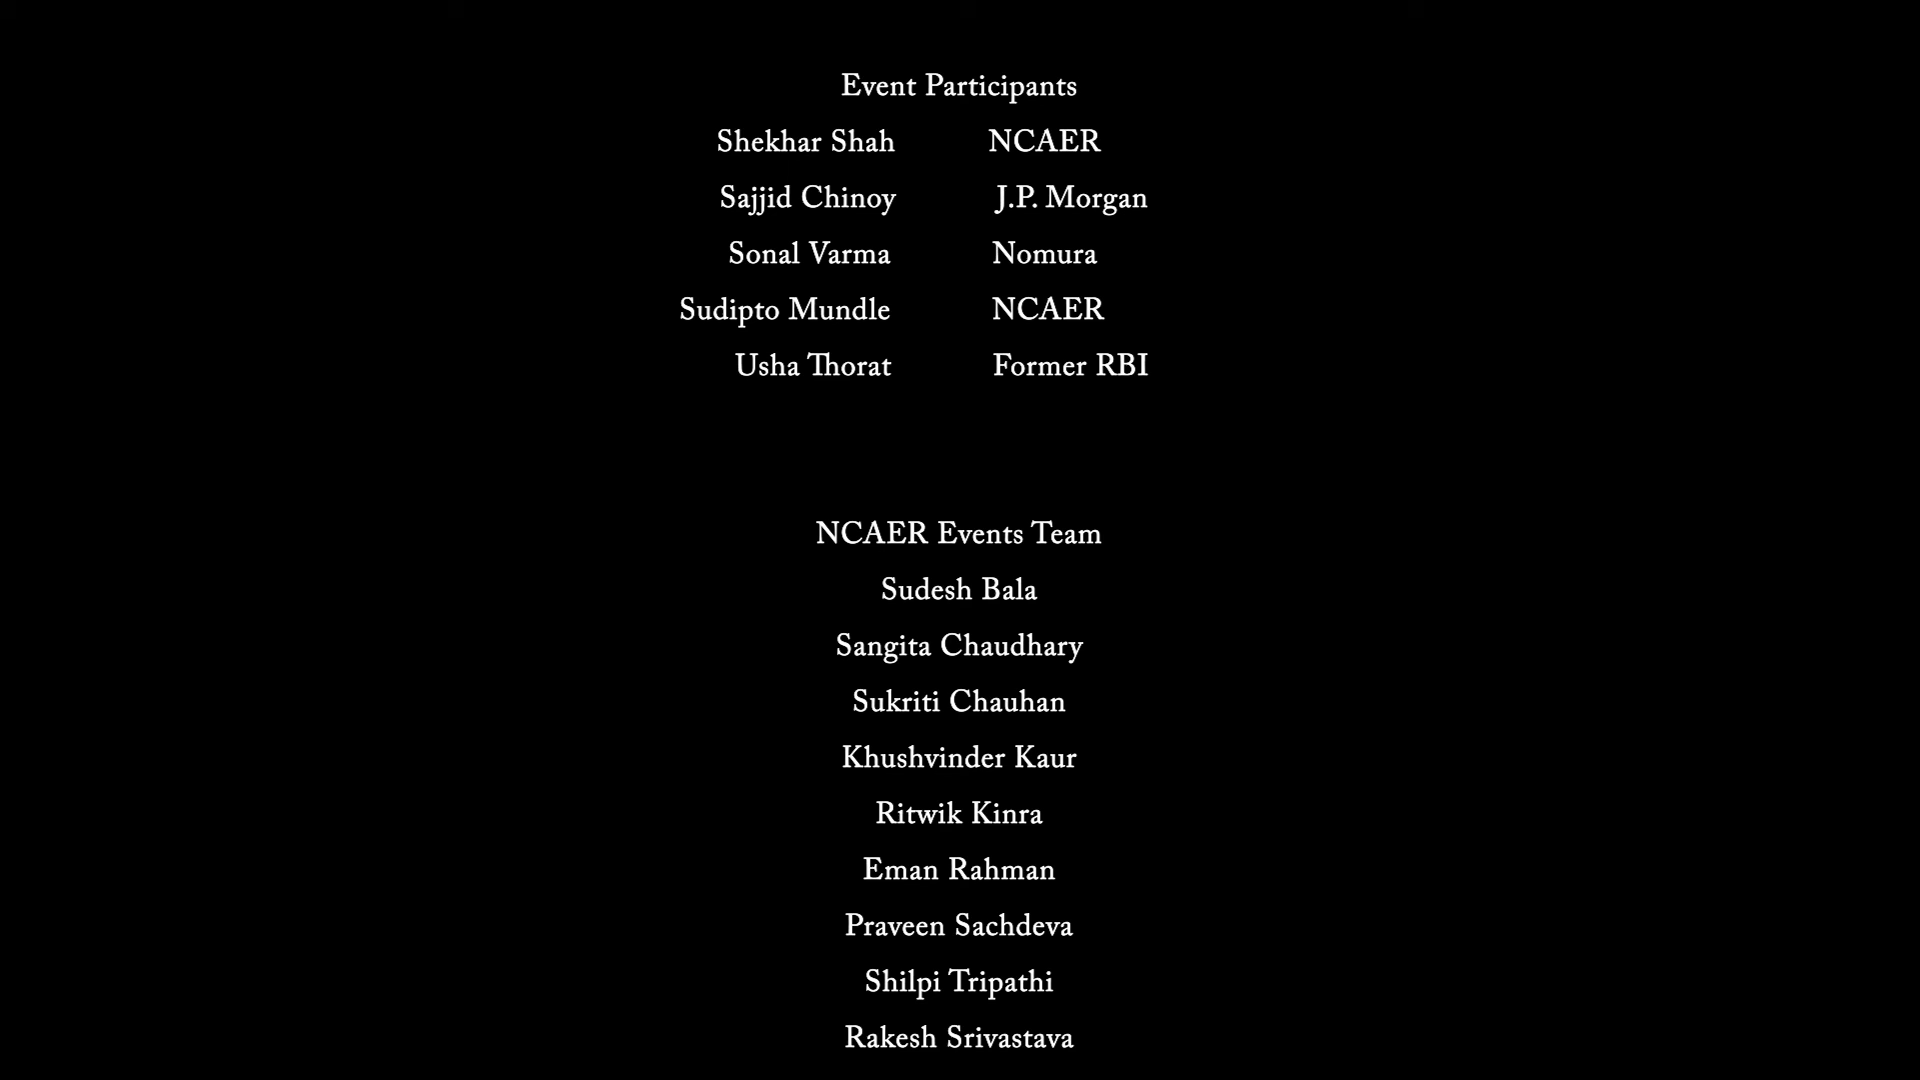 Event Participants
Shekhar Shah NCAER
Sajjid Chinoy J.P. Morgan
Sonal Varma Nomura
Sudipto Mundle NCAER
Usha Thorat Former RBI
NCAER Events Team
Sudesh Bala
Sangita Chaudhary
Sukriti Chauhan
Khushvinder Kaur
Ritwik Kinra
Eman Rahman
Praveen Sachdeva
Shilpi Tripathi
Rakesh Srivastava